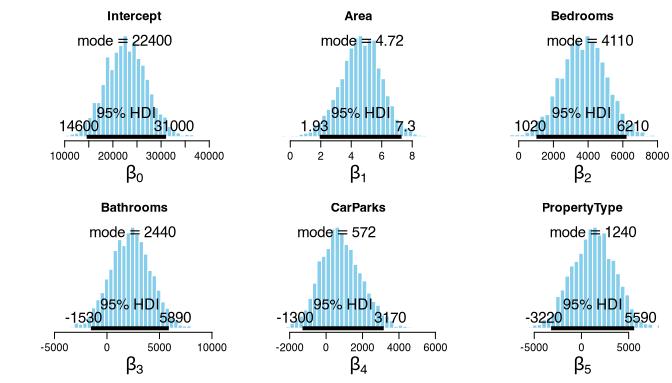 Intercept
mode = 22400
95% HDI
14600 31000
10000 20000 30000 40000
β0
Area
mode = 4.72
95% HDI
1.93 7.3
0 2 4 6 8
β1
Bedrooms
mode = 4110
95% HDI
1020 6210
0 2000 4000 6000 8000
β2
Bathrooms
mode = 2440
95% HDI
-1530 5890
-5000 0 5000 10000
β3
CarParks
mode = 572
95% HDI
-1300 3170
-2000 0 2000 4000 6000
β4
PropertyType
mode = 1240
95% HDI
-3220 5590
-5000 0 5000
β5